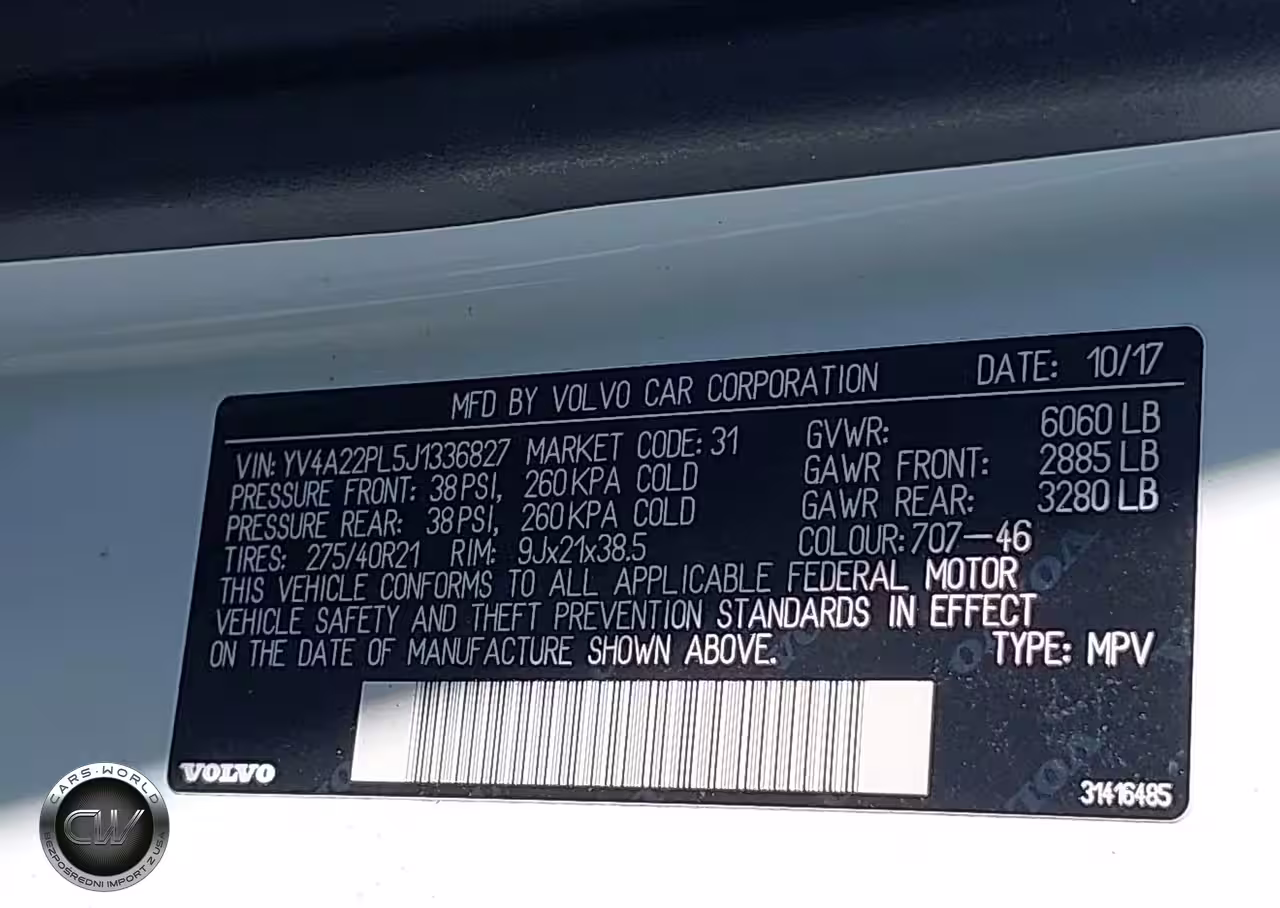 MFD BY VOLVO CAR CORPORATION DATE: 10/17
VIN: YV4A22PL5J1336827 MARKET CODE: 31 GVWR: 6060 LB
PRESSURE FRONT: 38 PSI, 260 KPA COLD GAWR FRONT: 2885 LB
PRESSURE REAR: 38 PSI, 260 KPA COLD GAWR REAR: 3280 LB
TIRES: 275/40R21 RIM: 9Jx21x38.5 COLOUR: 707-46
THIS VEHICLE CONFORMS TO ALL APPLICABLE FEDERAL MOTOR
VEHICLE SAFETY AND THEFT PREVENTION STANDARDS IN EFFECT
ON THE DATE OF MANUFACTURE SHOWN ABOVE. TYPE: MPV
VOLVO
31416485
CARS·WORLD
CW
BEZPOŚREDNI IMPORT Z USA